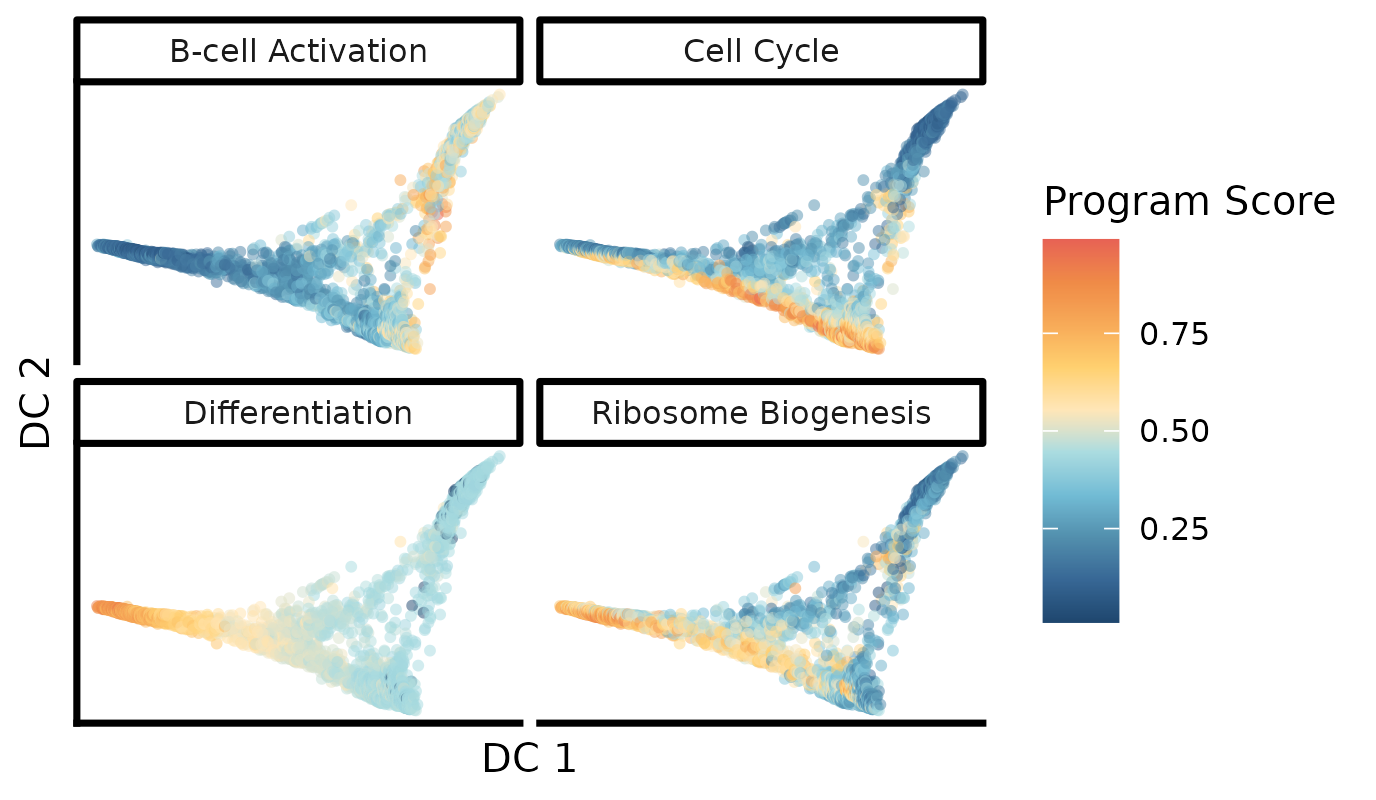 B-cell Activation
Cell Cycle
Differentiation
Ribosome Biogenesis
DC 2
DC 1
Program Score
0.75
0.50
0.25